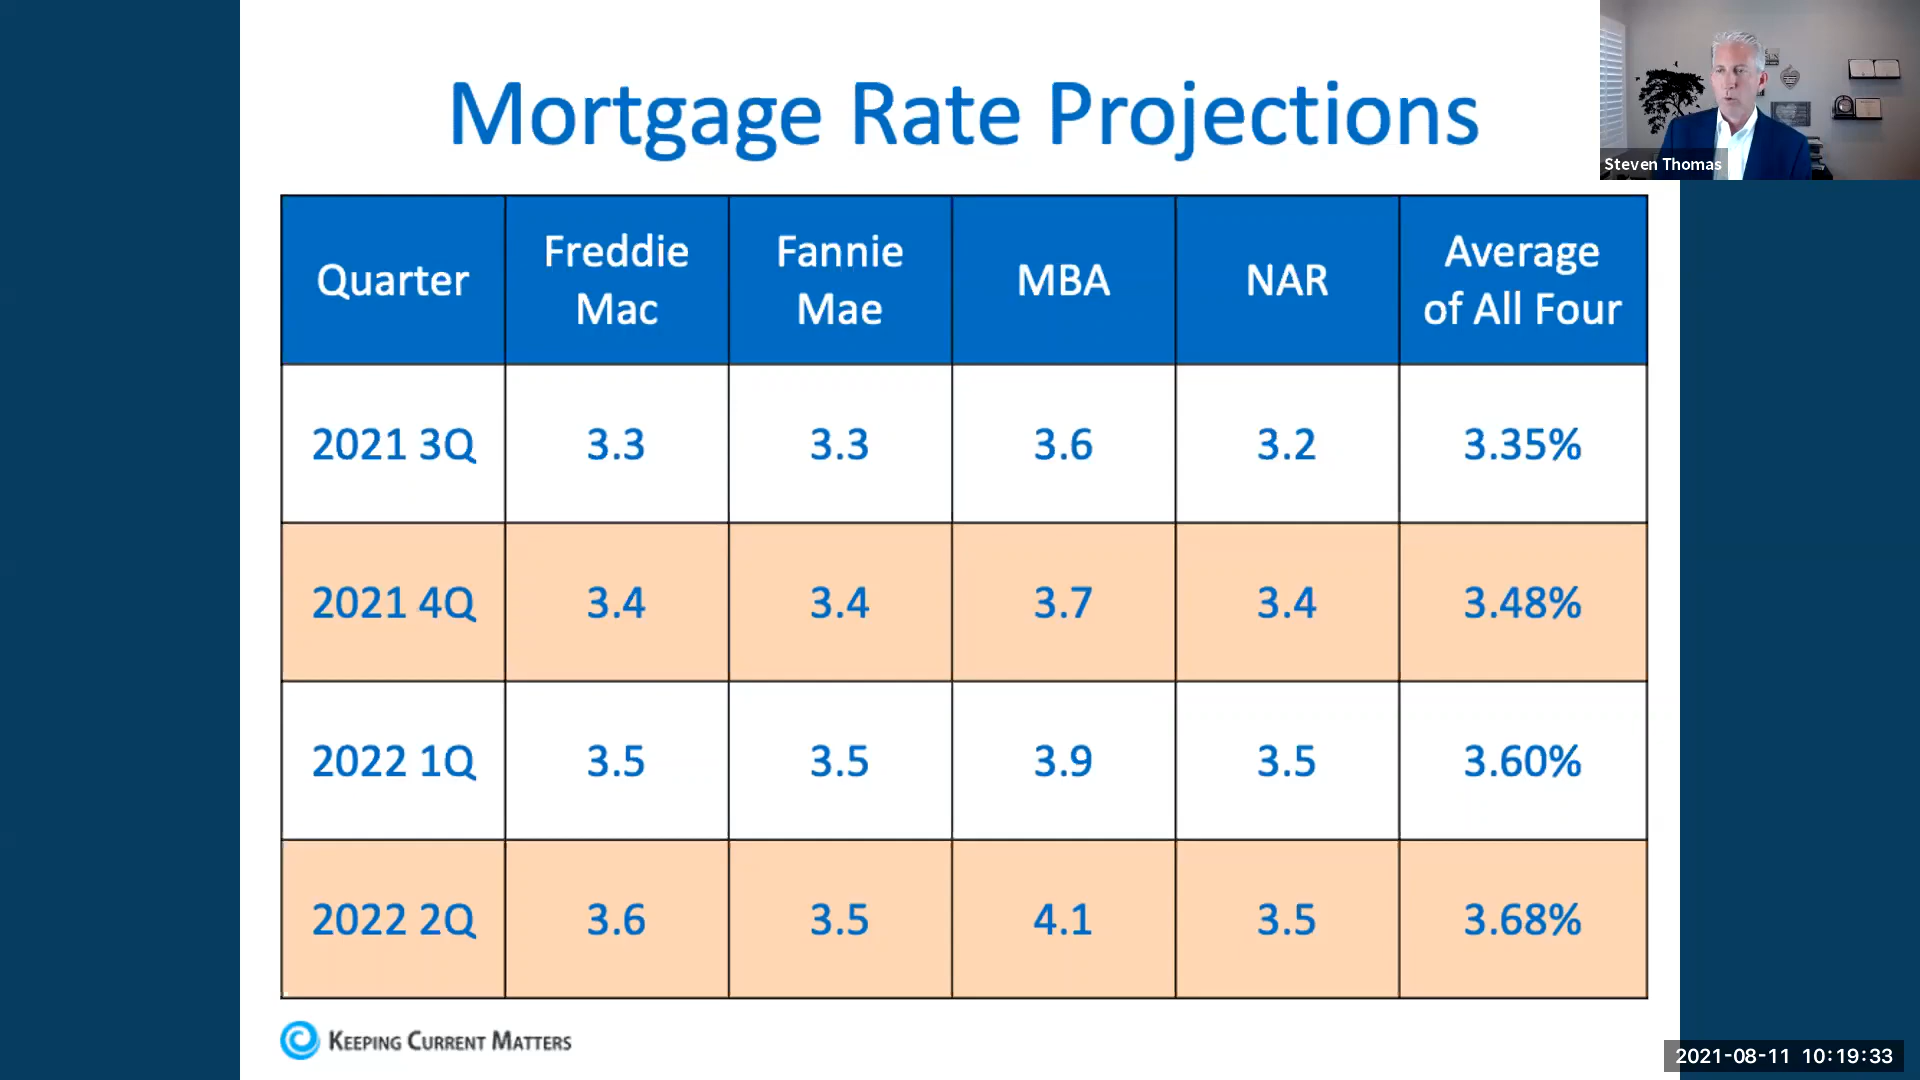 Mortgage Rate Projections
Steven Thomas
Quarter Freddie Mac Fannie Mae MBA NAR Average of All Four
2021 3Q 3.3 3.3 3.6 3.2 3.35%
2021 4Q 3.4 3.4 3.7 3.4 3.48%
2022 1Q 3.5 3.5 3.9 3.5 3.60%
2022 2Q 3.6 3.5 4.1 3.5 3.68%
KEEPING CURRENT MATTERS
2021-08-11 10:19:33